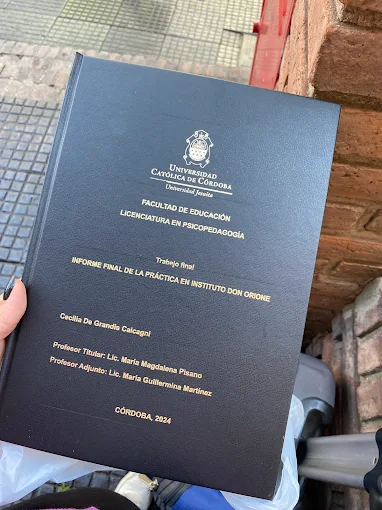 UNIVERSIDAD
CATÓLICA DE CÓRDOBA
Universidad Jesuita
FACULTAD DE EDUCACIÓN
LICENCIATURA EN PSICOPEDAGOGÍA
Trabajo final
INFORME FINAL DE LA PRÁCTICA EN INSTITUTO DON ORIONE
Cecilia De Grandis Calcagni
Profesor Titular: Lic. María Magdalena Pisano
Profesor Adjunto: Lic. María Guillermina Martínez
CÓRDOBA, 2024